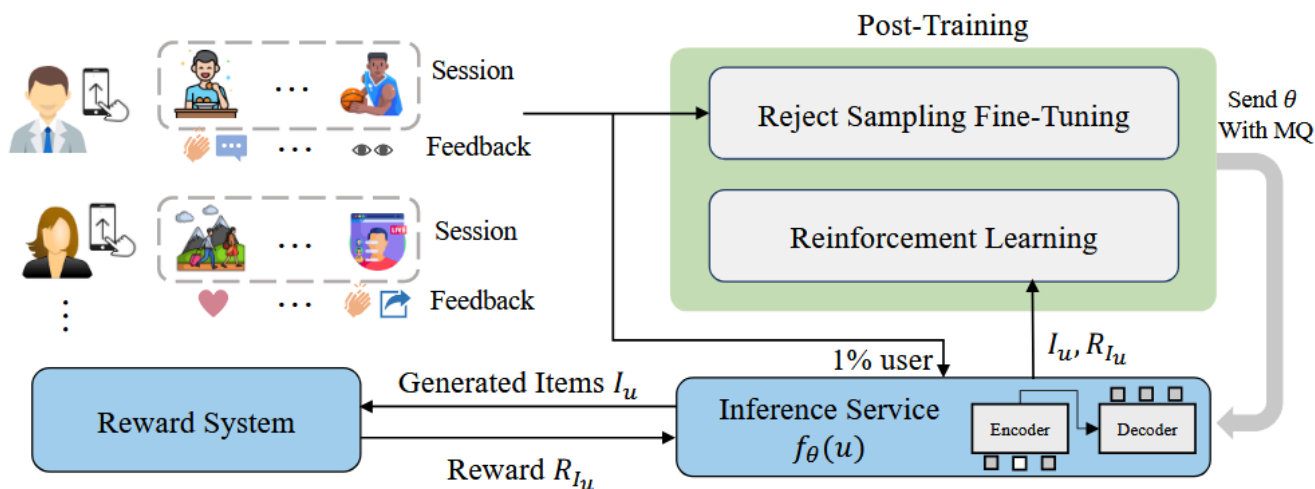 Post-Training
Session
Feedback
Reject Sampling Fine-Tuning
Send θ
With MQ
Session
Feedback
LIVE
Reinforcement Learning
1% user
I_u, R_{I_u}
Generated Items I_u
Reward System
Reward R_{I_u}
Inference Service
f_θ(u)
Encoder
Decoder